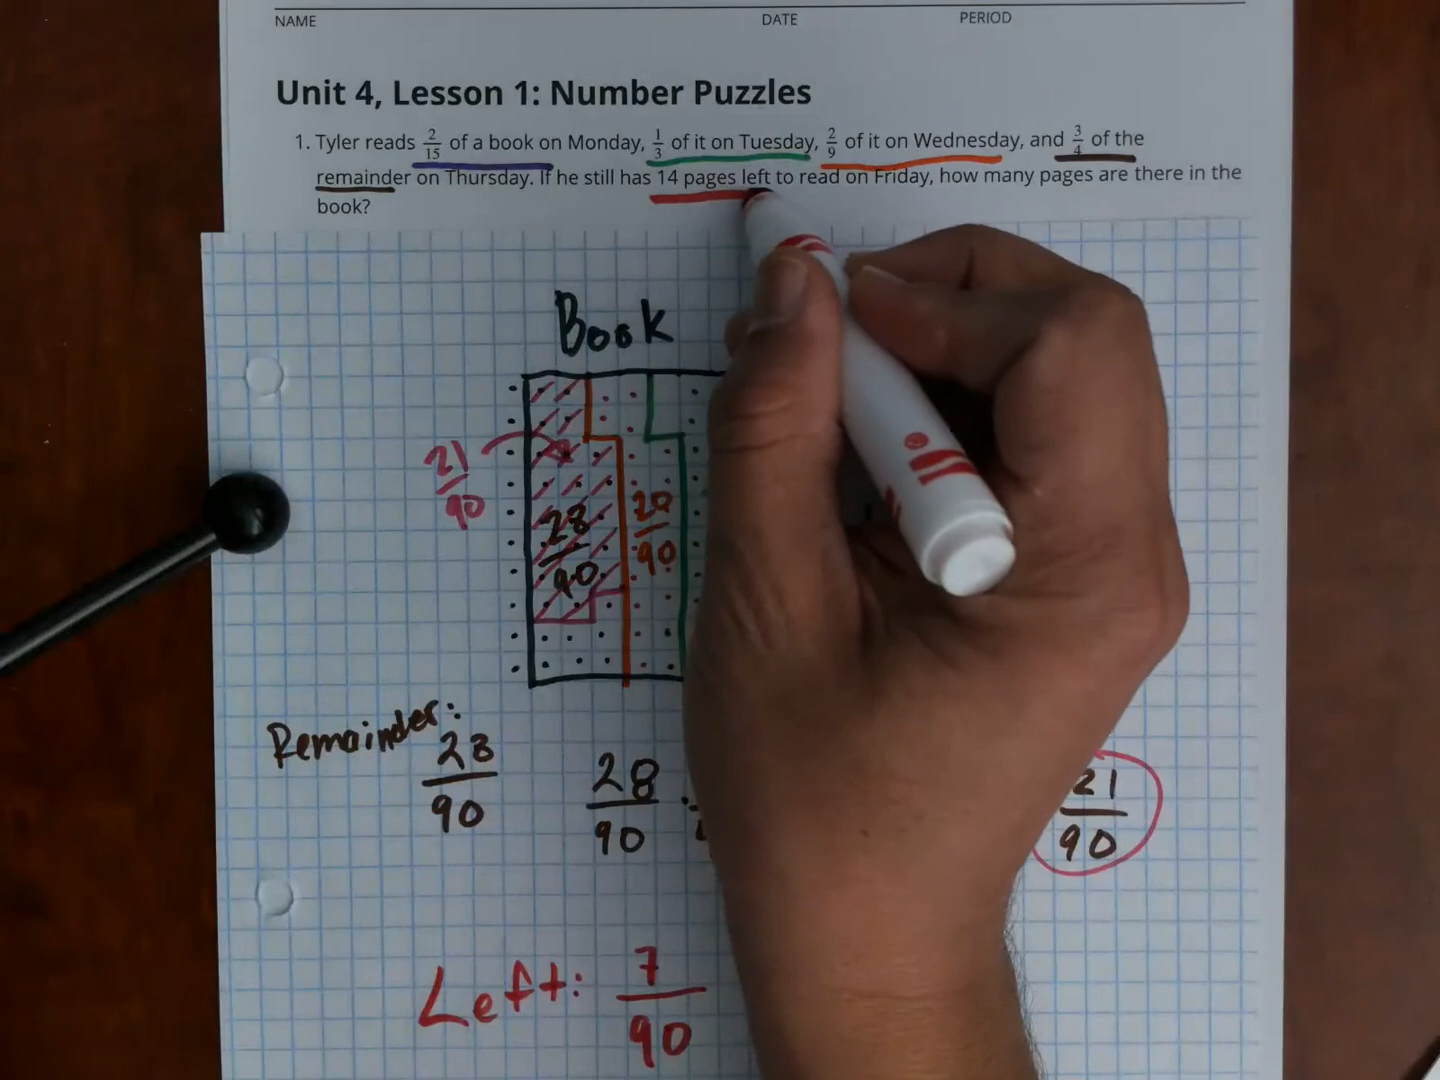 NAME DATE PERIOD
Unit 4, Lesson 1: Number Puzzles
1. Tyler reads 2/15 of a book on Monday, 1/3 of it on Tuesday, 2/9 of it on Wednesday, and 3/4 of the
remainder on Thursday. If he still has 14 pages left to read on Friday, how many pages are there in the
book?
Book
21/90
28/90
20/90
Remainder: 28/90
28/90 ·
21/90
Left: 7/90